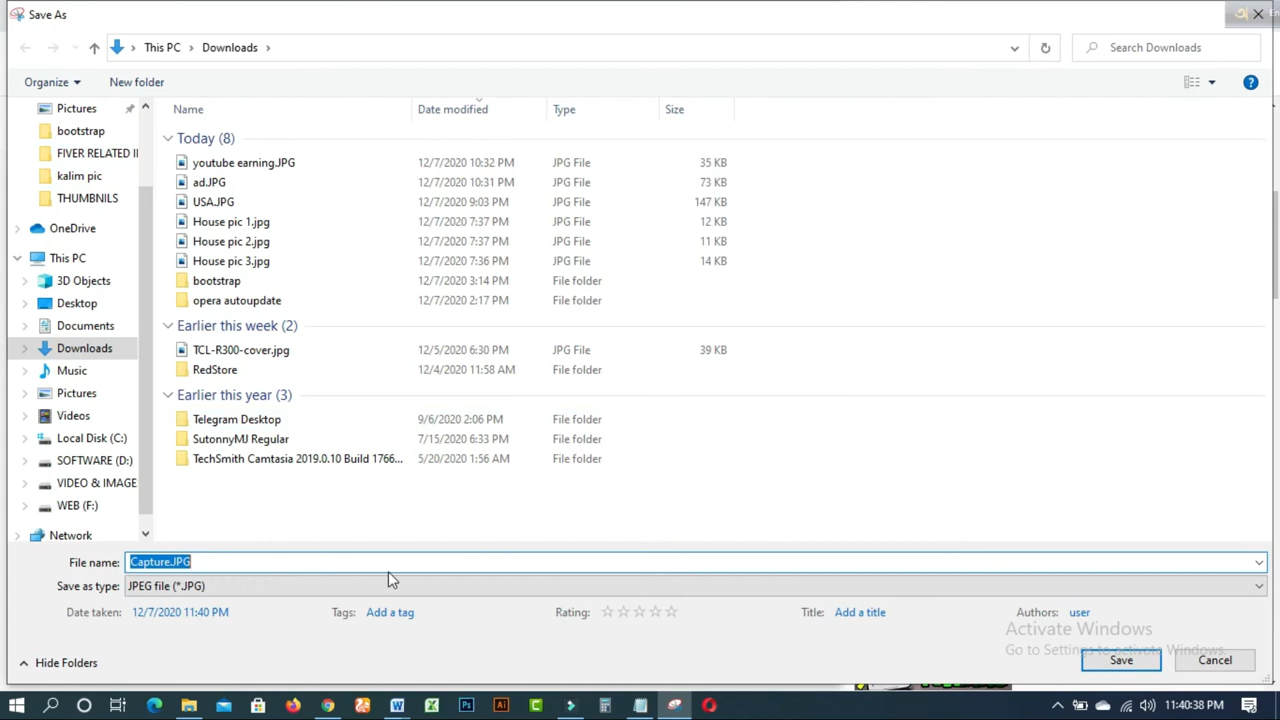 Save As
En
This PC > Downloads >
Search Downloads
Organize
New folder
Name Date modified Type Size
Pictures
bootstrap
FIVER RELATED II
kalim pic
THUMBNILS
OneDrive
This PC
3D Objects
Desktop
Documents
Downloads
Music
Pictures
Videos
Local Disk (C:)
SOFTWARE (D:)
VIDEO & IMAGE
WEB (F:)
Network
Today (8)
youtube earning.JPG 12/7/2020 10:32 PM JPG File 35 KB
ad.JPG 12/7/2020 10:31 PM JPG File 73 KB
USA.JPG 12/7/2020 9:03 PM JPG File 147 KB
House pic 1.jpg 12/7/2020 7:37 PM JPG File 12 KB
House pic 2.jpg 12/7/2020 7:37 PM JPG File 11 KB
House pic 3.jpg 12/7/2020 7:36 PM JPG File 14 KB
bootstrap 12/7/2020 3:14 PM File folder
opera autoupdate 12/7/2020 2:17 PM File folder
Earlier this week (2)
TCL-R300-cover.jpg 12/5/2020 6:30 PM JPG File 39 KB
RedStore 12/4/2020 11:58 AM File folder
Earlier this year (3)
Telegram Desktop 9/6/2020 2:06 PM File folder
SutonnyMJ Regular 7/15/2020 6:33 PM File folder
TechSmith Camtasia 2019.0.10 Build 1766... 5/20/2020 1:56 AM File folder
File name: Capture.JPG
Save as type: JPEG file (*.JPG)
Date taken: 12/7/2020 11:40 PM Tags: Add a tag Rating: Title: Add a title Authors: user
Activate Windows
Go to Settings to activate Windows.
Hide Folders
Save
Cancel
11:40:38 PM